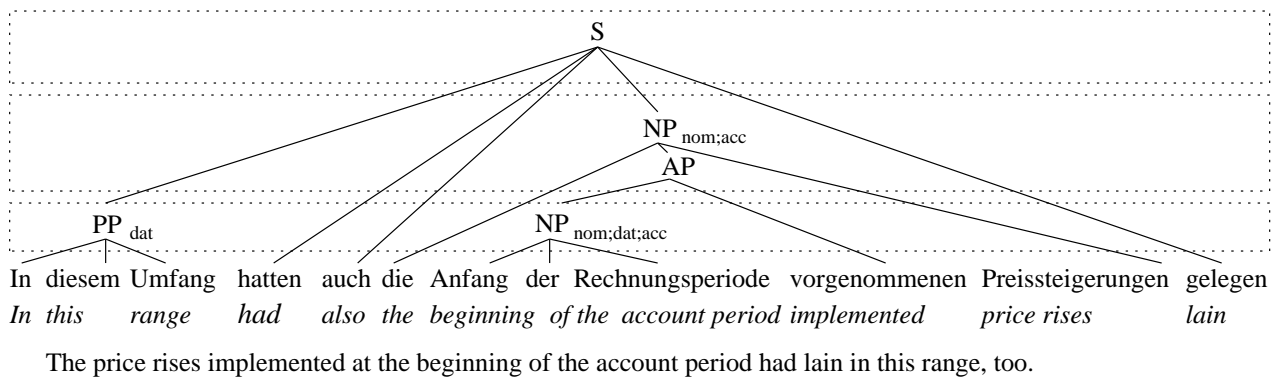 S
NP nom;acc
AP
PP dat NP nom;dat;acc
In diesem Umfang hatten auch die Anfang der Rechnungsperiode vorgenommenen Preissteigerungen gelegen
In this range had also the beginning of the account period implemented price rises lain
The price rises implemented at the beginning of the account period had lain in this range, too.